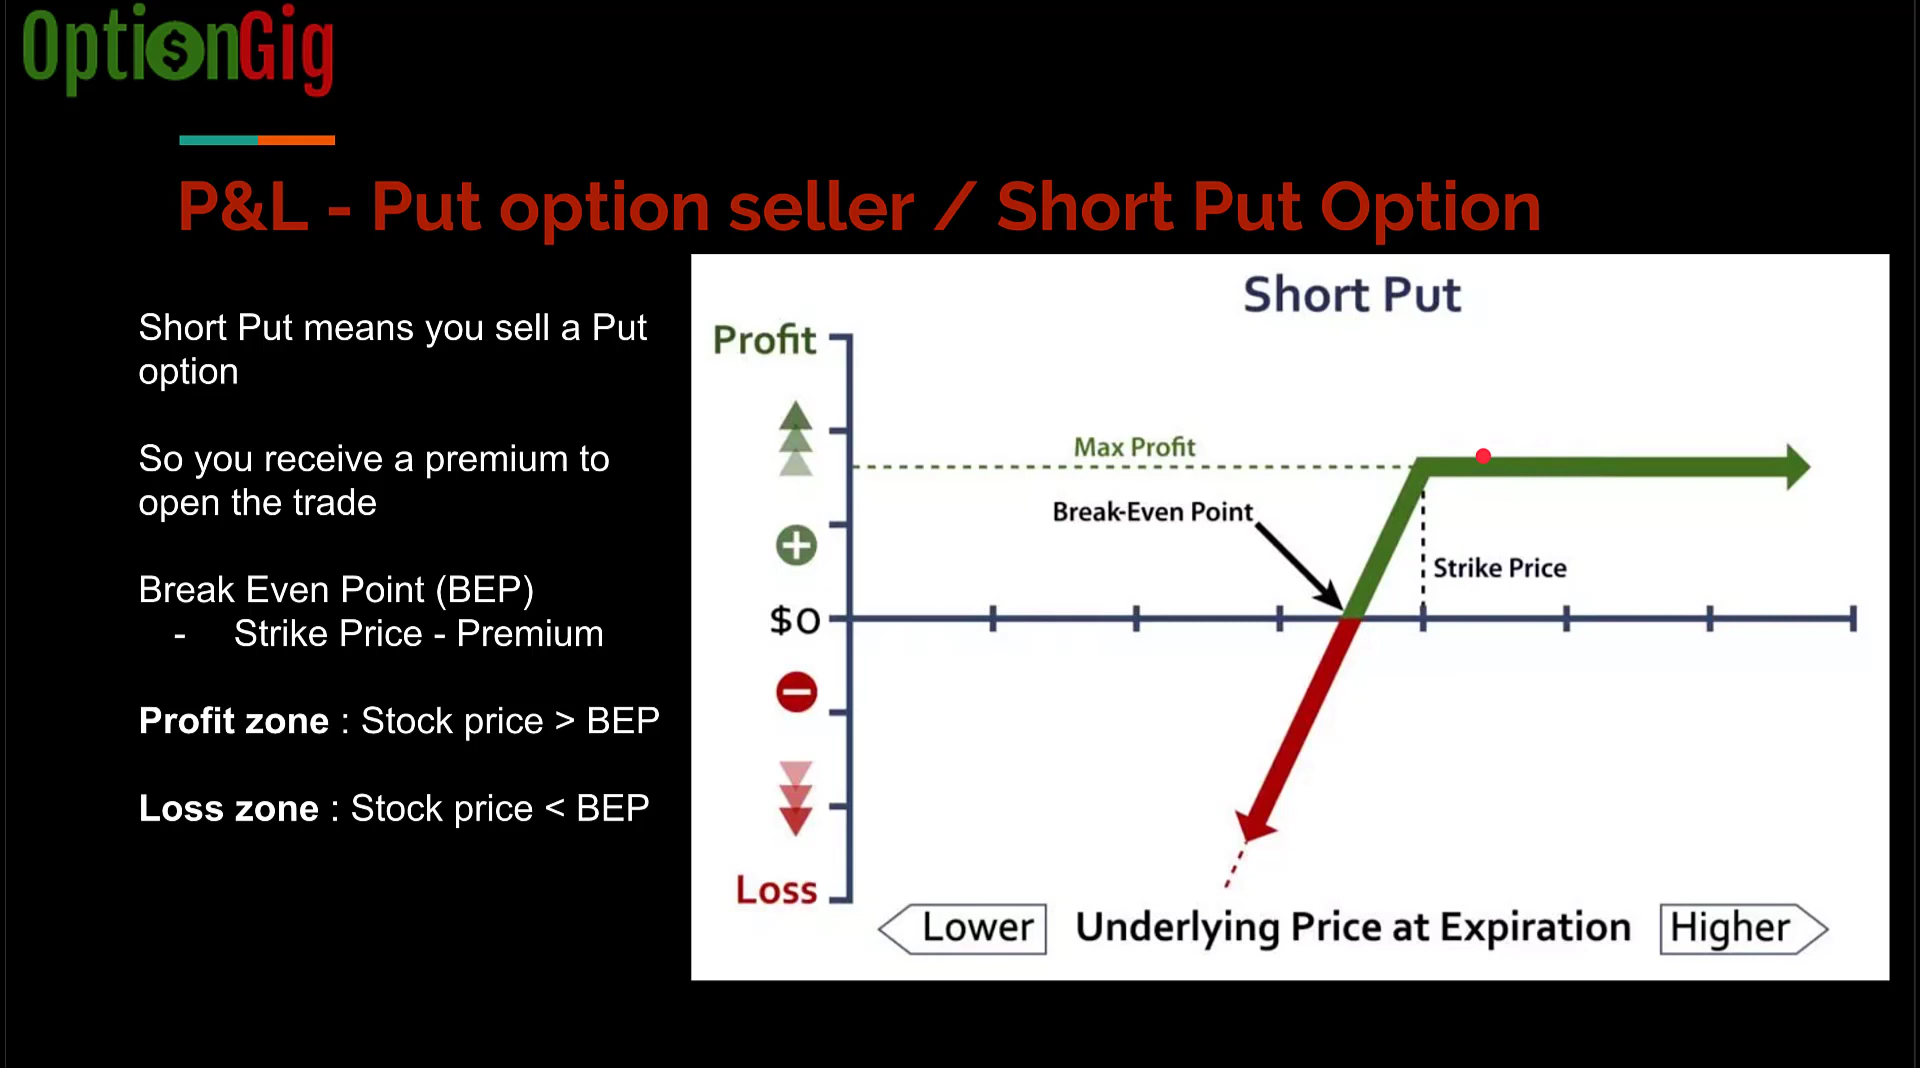 OptionGig
P&L - Put option seller / Short Put Option
Short Put means you sell a Put
option
So you receive a premium to
open the trade
Break Even Point (BEP)
- Strike Price - Premium
Profit zone : Stock price > BEP
Loss zone : Stock price < BEP
Short Put
Profit
Max Profit
Break-Even Point
Strike Price
$0
Loss
Lower
Underlying Price at Expiration
Higher